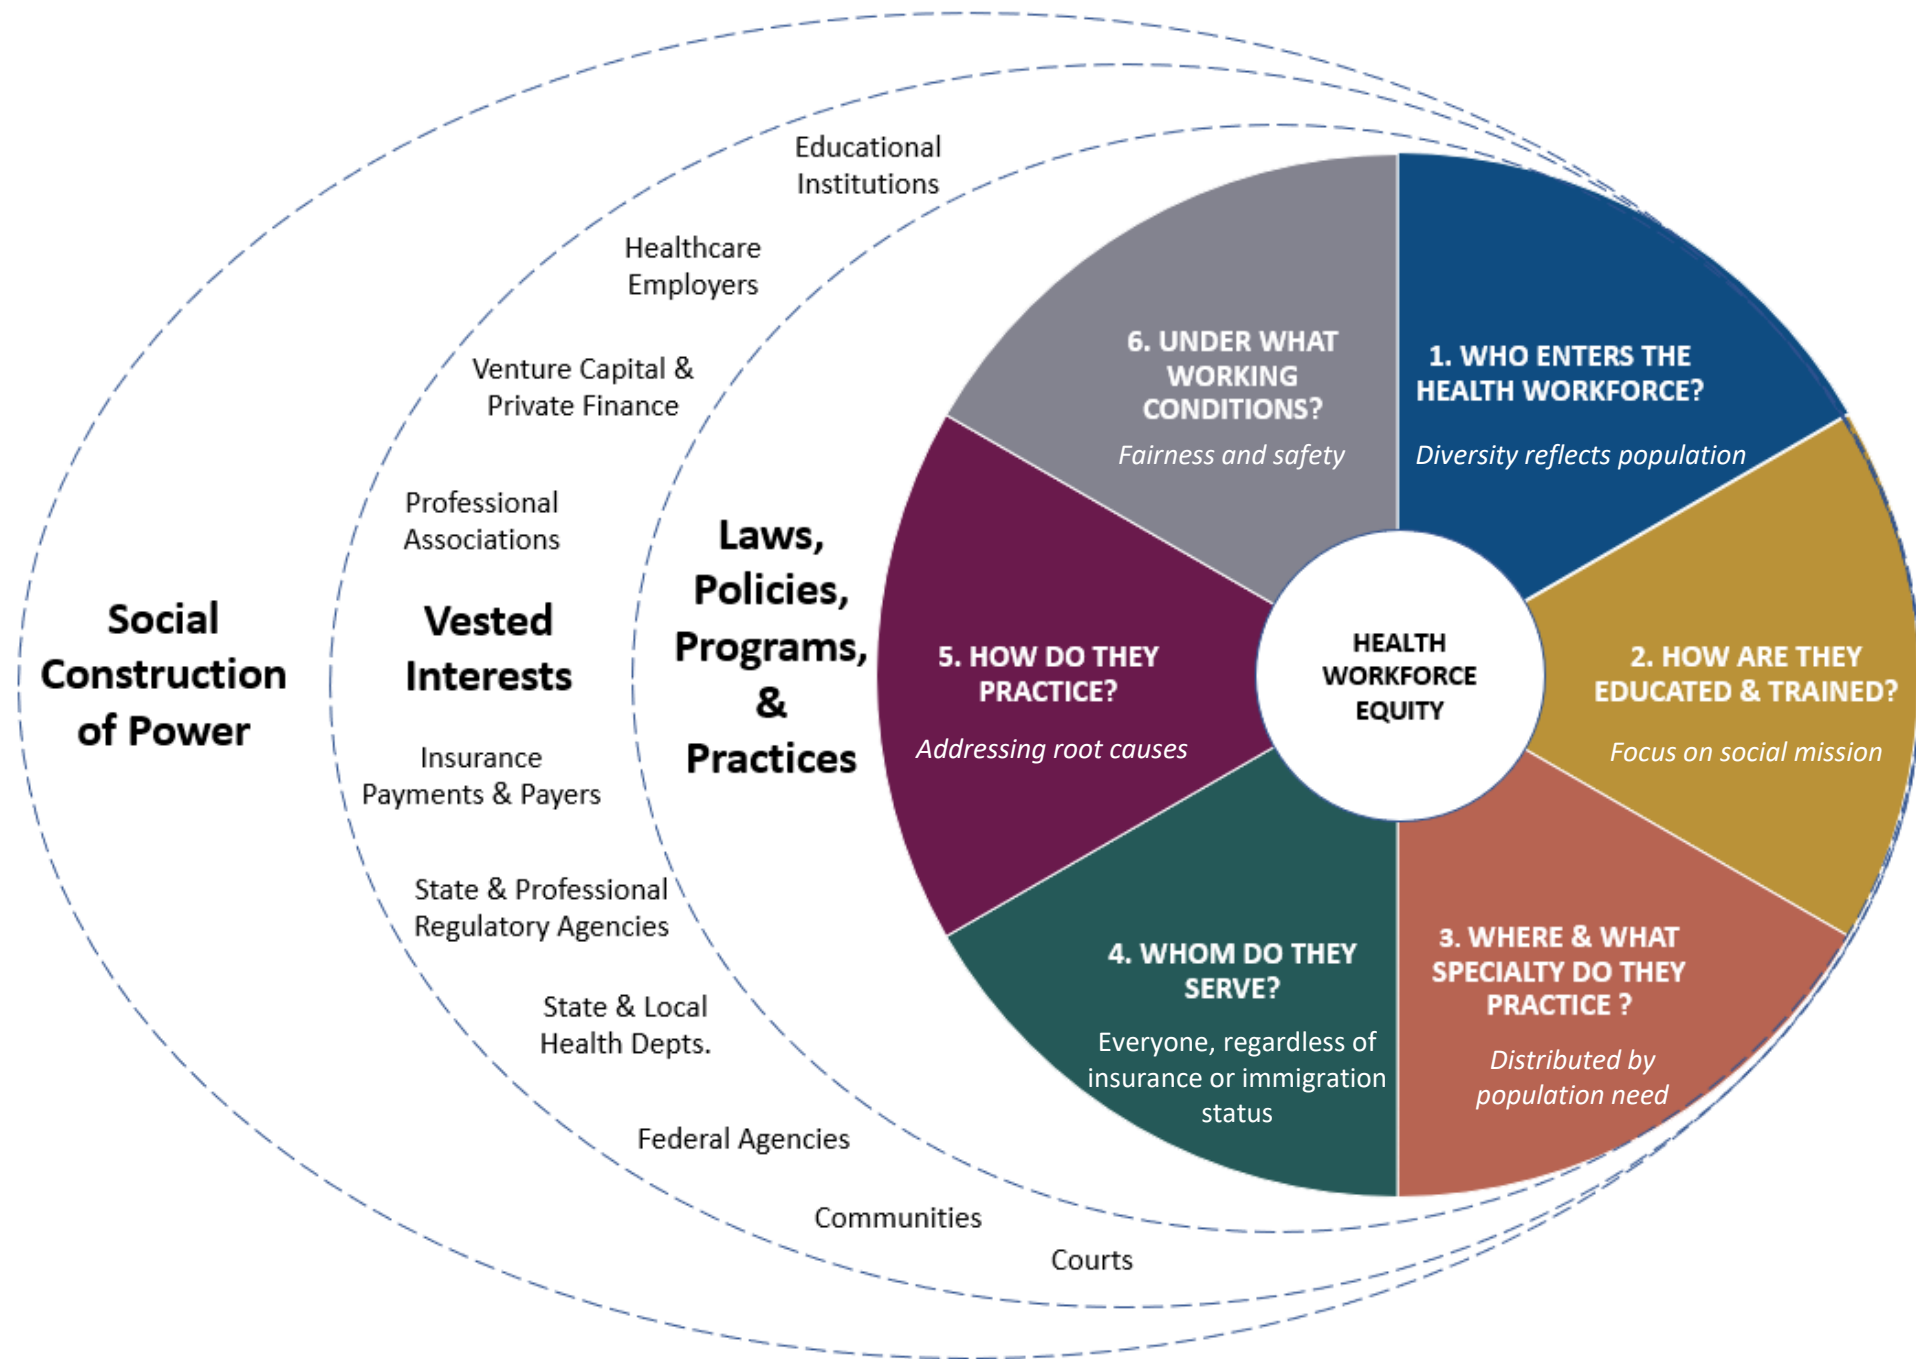 Social
Construction
of Power
Educational
Institutions
Healthcare
Employers
Venture Capital &
Private Finance
Professional
Associations
Vested
Interests
Insurance
Payments & Payers
State & Professional
Regulatory Agencies
State & Local
Health Depts.
Federal Agencies
Communities
Courts
Laws,
Policies,
Programs,
&
Practices
HEALTH
WORKFORCE
EQUITY
1. WHO ENTERS THE
HEALTH WORKFORCE?
Diversity reflects population
2. HOW ARE THEY
EDUCATED & TRAINED?
Focus on social mission
3. WHERE & WHAT
SPECIALTY DO THEY
PRACTICE ?
Distributed by
population need
4. WHOM DO THEY
SERVE?
Everyone, regardless of
insurance or immigration
status
5. HOW DO THEY
PRACTICE?
Addressing root causes
6. UNDER WHAT
WORKING
CONDITIONS?
Fairness and safety